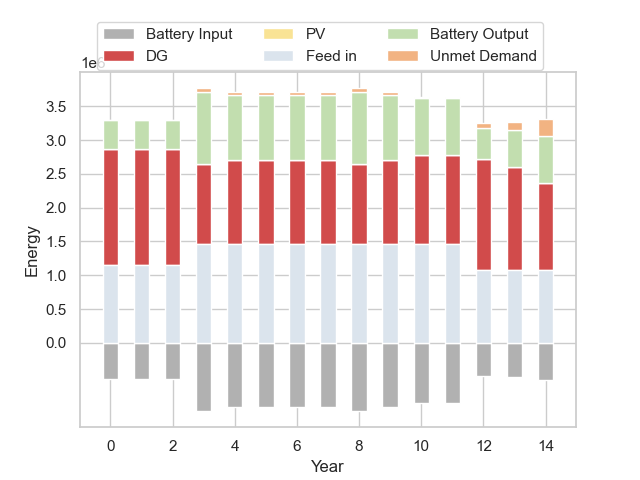 Battery Input PV Battery Output
DG Feed in Unmet Demand
1e6
3.5
3.0
2.5
2.0
1.5
1.0
0.5
0.0
Energy
0 2 4 6 8 10 12 14
Year